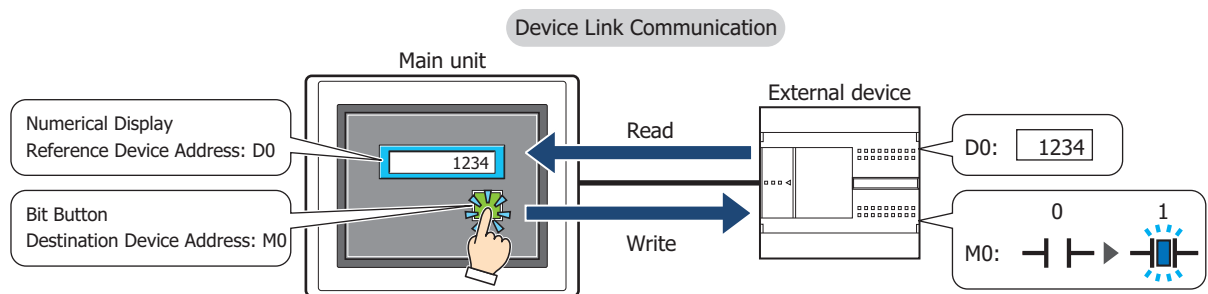 Device Link Communication
Main unit
External device
Numerical Display
Reference Device Address: D0
1234
Read
D0: 1234
Bit Button
Destination Device Address: M0
Write
0 1
M0: